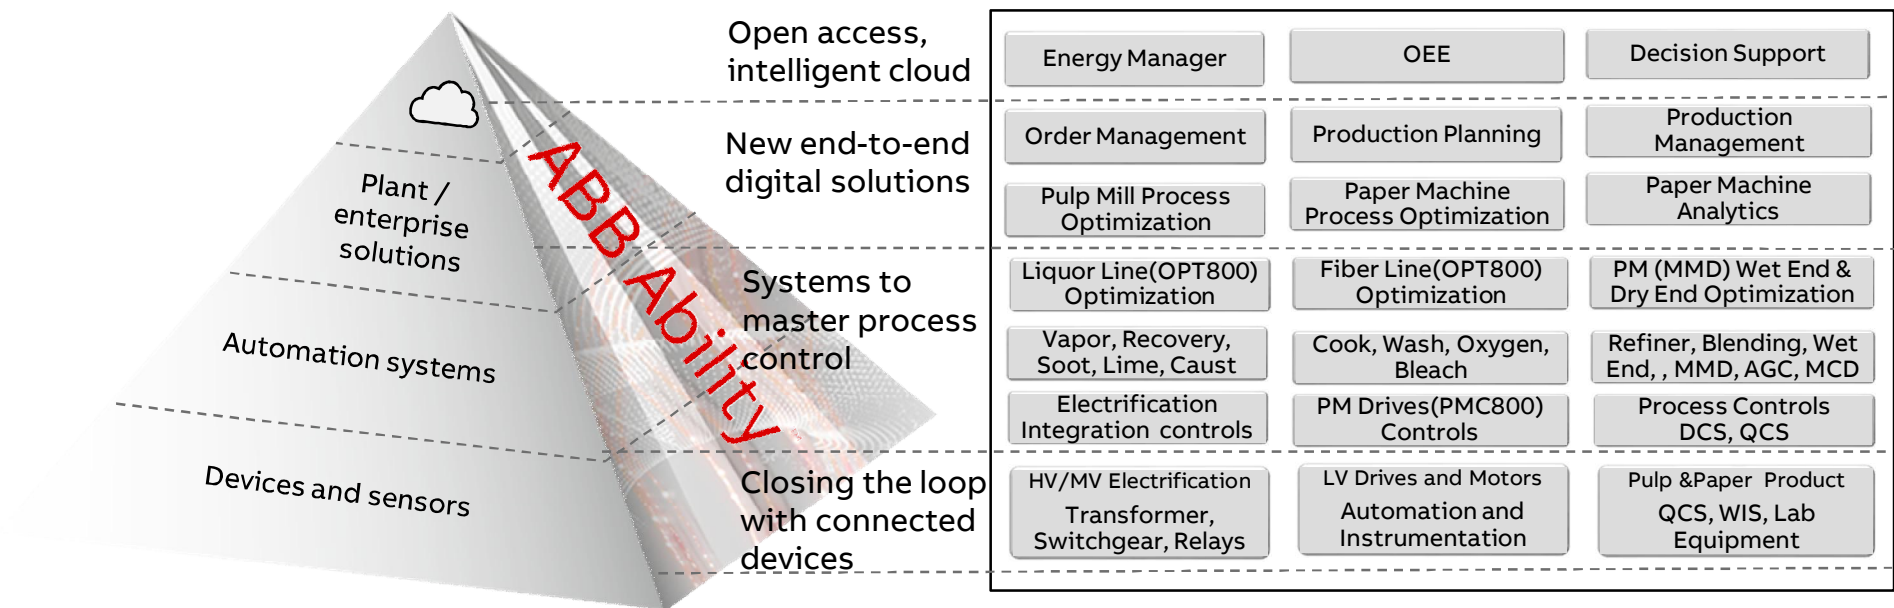 Open access,
intelligent cloud
New end-to-end
digital solutions
Systems to
master process
control
Closing the loop
with connected
devices
Plant /
enterprise
solutions
Automation systems
Devices and sensors
ABB Ability
Energy Manager
OEE
Decision Support
Order Management
Production Planning
Production
Management
Pulp Mill Process
Optimization
Paper Machine
Process Optimization
Paper Machine
Analytics
Liquor Line(OPT800)
Optimization
Fiber Line(OPT800)
Optimization
PM (MMD) Wet End &
Dry End Optimization
Vapor, Recovery,
Soot, Lime, Caust
Cook, Wash, Oxygen,
Bleach
Refiner, Blending, Wet
End, , MMD, AGC, MCD
Electrification
Integration controls
PM Drives(PMC800)
Controls
Process Controls
DCS, QCS
HV/MV Electrification
Transformer,
Switchgear, Relays
LV Drives and Motors
Automation and
Instrumentation
Pulp &Paper Product
QCS, WIS, Lab
Equipment